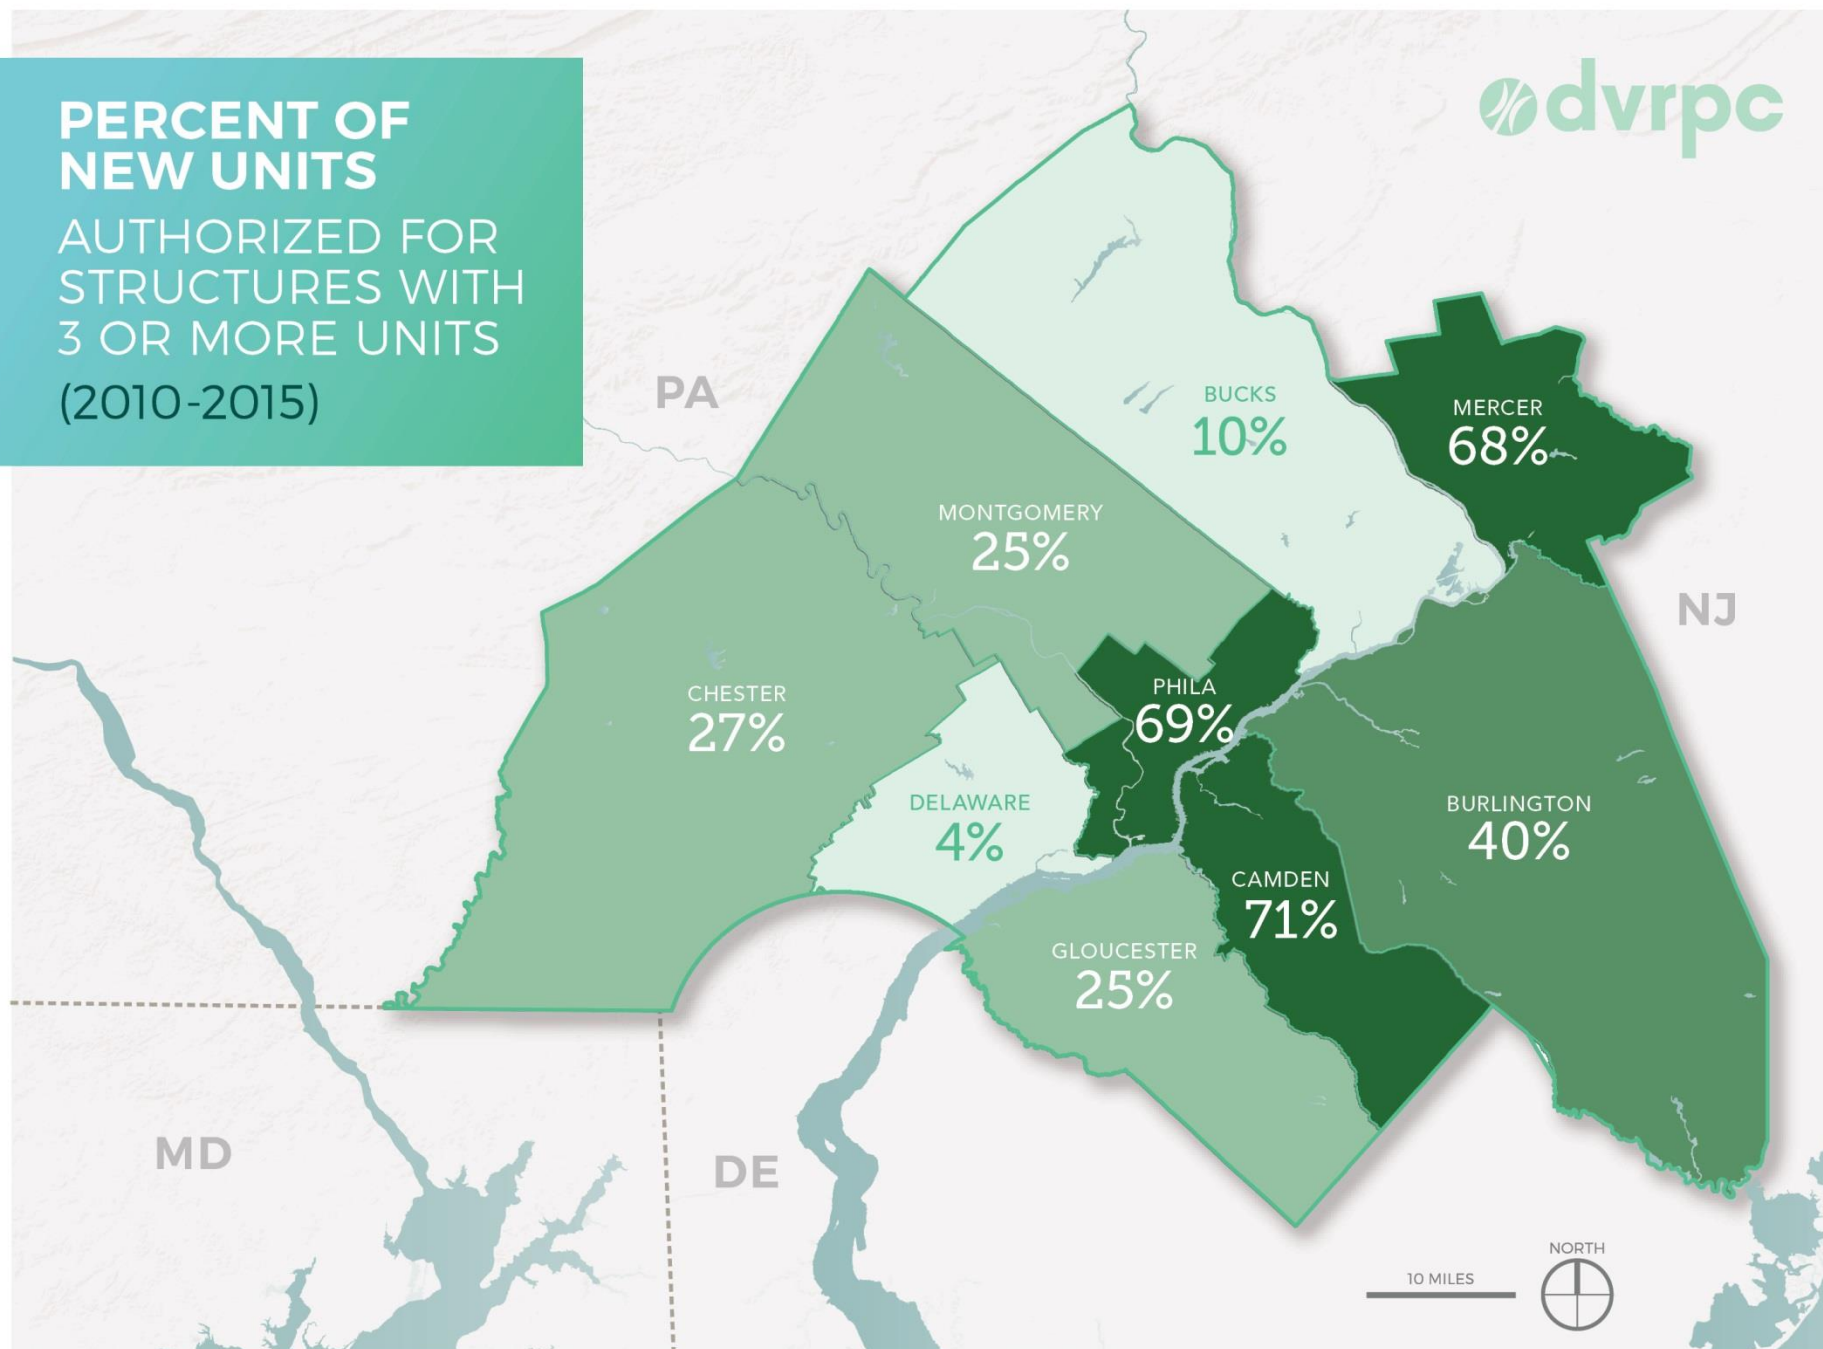 PERCENT OF
NEW UNITS
AUTHORIZED FOR
STRUCTURES WITH
3 OR MORE UNITS
(2010-2015)
dvrpc
PA
BUCKS
10%
MERCER
68%
MONTGOMERY
25%
NJ
CHESTER
27%
PHILA
69%
DELAWARE
4%
BURLINGTON
40%
CAMDEN
71%
GLOUCESTER
25%
MD
DE
10 MILES
NORTH